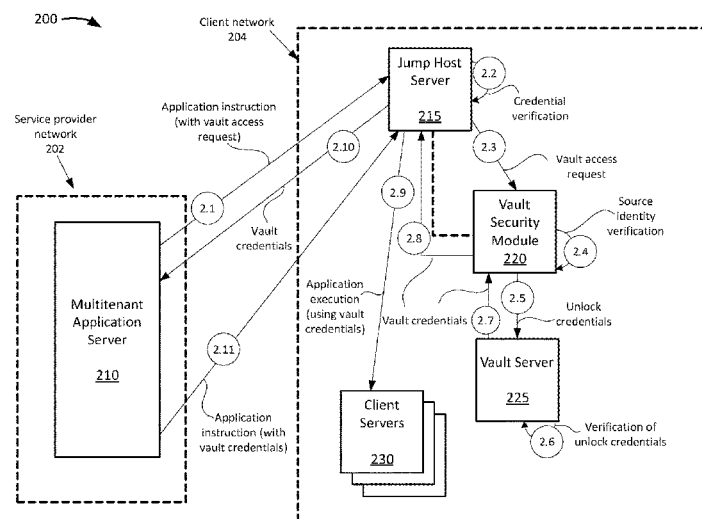 200
Client network
204
Service provider
network
202
Application instruction
(with vault access
request)
2.1
2.10
Vault
credentials
2.11
Application
instruction (with
vault credentials)
Multitenant
Application
Server
210
Jump Host
Server
215
2.2
Credential
verification
2.3
Vault access
request
2.9
2.8
Application
execution (using
vault credentials)
Vault credentials
Vault
Security
Module
220
Source
identity
verification
2.4
2.5
Unlock
credentials
2.7
Vault Server
225
2.6
Verification of
unlock credentials
Client
Servers
230